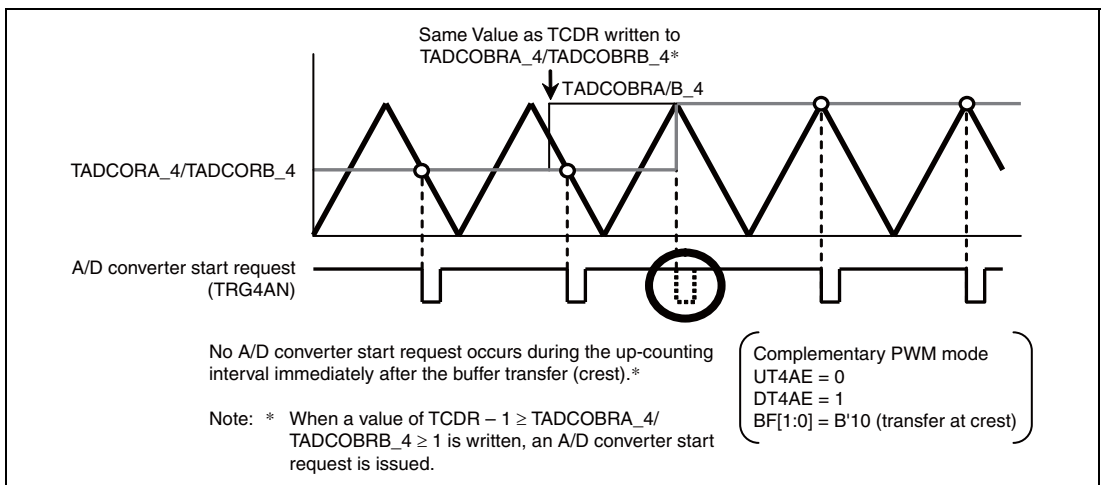 Same Value as TCDR written to
TADCOBRA_4/TADCOBRB_4*
TADCOBRA/B_4
TADCORA_4/TADCORB_4
A/D converter start request
(TRG4AN)
No A/D converter start request occurs during the up-counting
interval immediately after the buffer transfer (crest).*
Note: * When a value of TCDR – 1 ≥ TADCOBRA_4/
TADCOBRB_4 ≥ 1 is written, an A/D converter start
request is issued.
Complementary PWM mode
UT4AE = 0
DT4AE = 1
BF[1:0] = B'10 (transfer at crest)